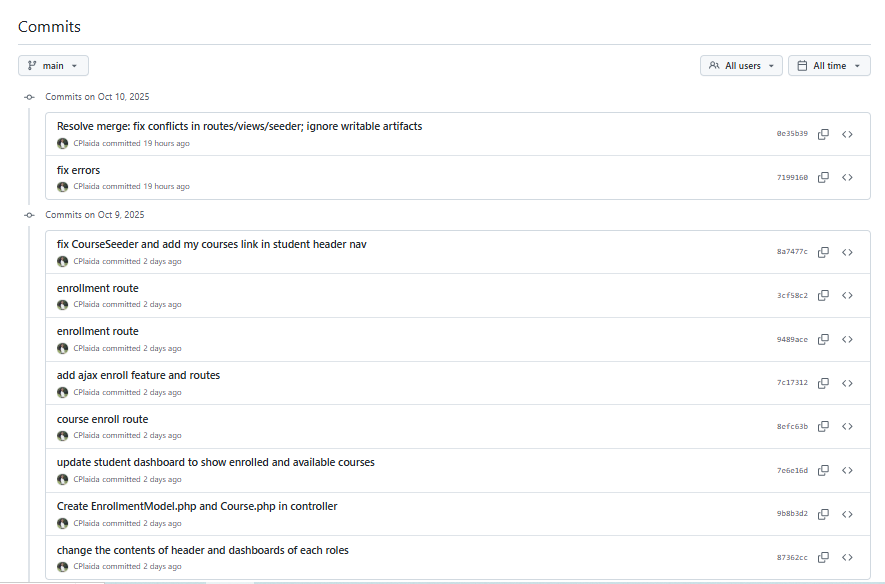 Commits
main
All users
All time
Commits on Oct 10, 2025
Resolve merge: fix conflicts in routes/views/seeder; ignore writable artifacts
CPlaida committed 19 hours ago
0e35b39
fix errors
CPlaida committed 19 hours ago
7199160
Commits on Oct 9, 2025
fix CourseSeeder and add my courses link in student header nav
CPlaida committed 2 days ago
8a7477c
enrollment route
CPlaida committed 2 days ago
3cf58c2
enrollment route
CPlaida committed 2 days ago
9489ace
add ajax enroll feature and routes
CPlaida committed 2 days ago
7c17312
course enroll route
CPlaida committed 2 days ago
8efc63b
update student dashboard to show enrolled and available courses
CPlaida committed 2 days ago
7e6e16d
Create EnrollmentModel.php and Course.php in controller
CPlaida committed 2 days ago
9b8b3d2
change the contents of header and dashboards of each roles
CPlaida committed 2 days ago
87362cc